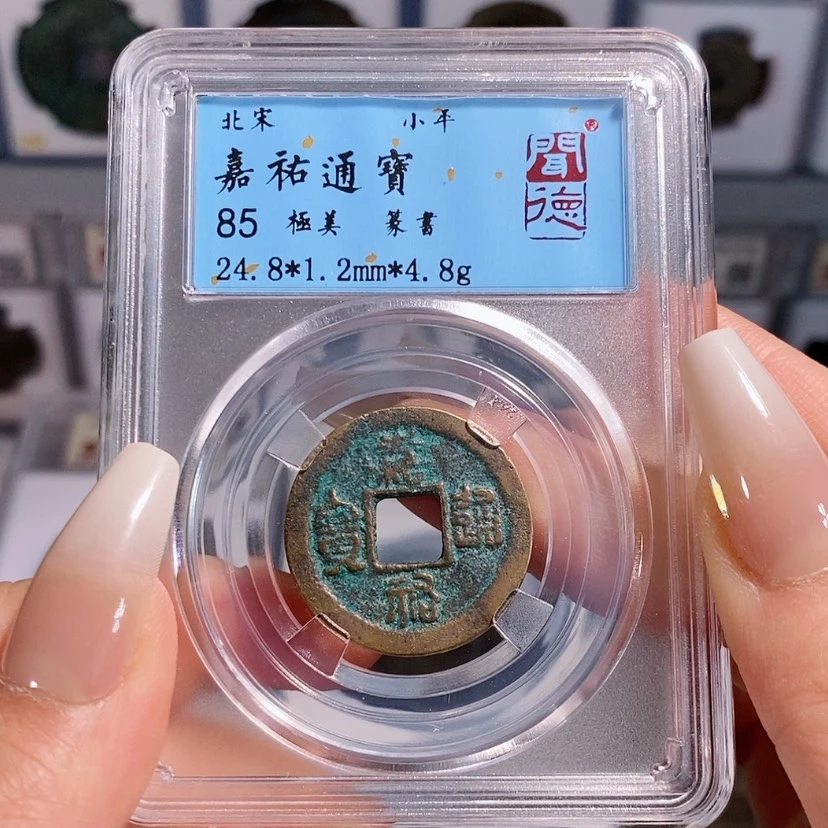 北宋 小平
嘉祐通寶
85 極美 篆書
24.8*1.2mm*4.8g
聞德
®
嘉祐通寶